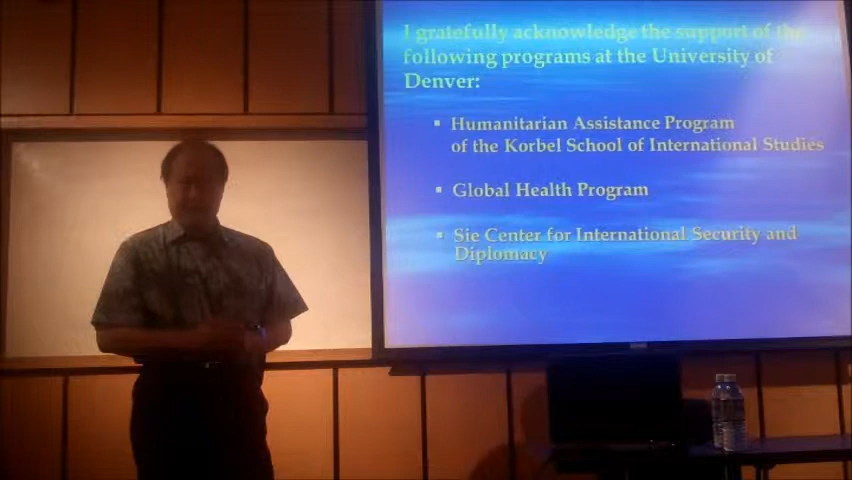 I gratefully acknowledge the support of the
following programs at the University of
Denver:
▪ Humanitarian Assistance Program
of the Korbel School of International Studies
▪ Global Health Program
▪ Sie Center for International Security and
Diplomacy